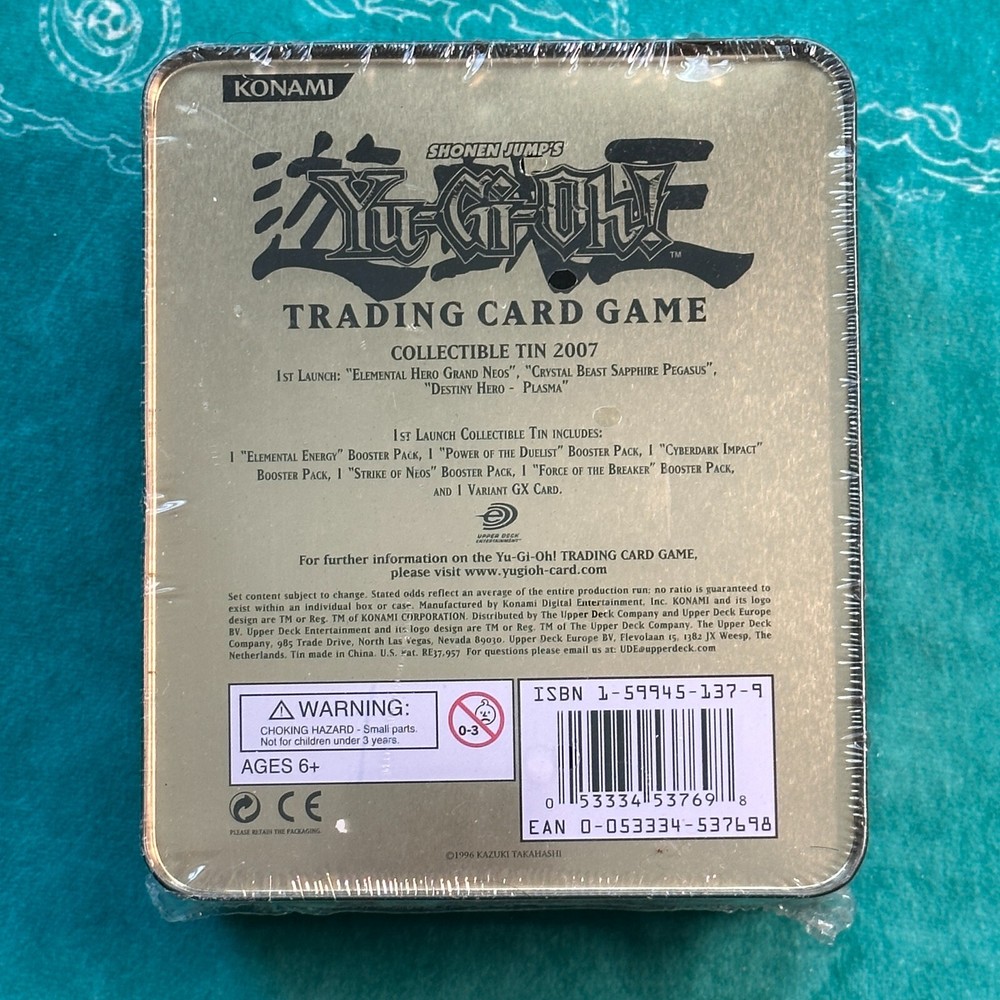 KONAMI
SHONEN JUMP'S
遊戯王
Yu-Gi-Oh!
TM
TRADING CARD GAME
COLLECTIBLE TIN 2007
1ST LAUNCH: "ELEMENTAL HERO GRAND NEOS", "CRYSTAL BEAST SAPPHIRE PEGASUS",
"DESTINY HERO - PLASMA"
1ST LAUNCH COLLECTIBLE TIN INCLUDES:
1 "ELEMENTAL ENERGY" BOOSTER PACK, 1 "POWER OF THE DUELIST" BOOSTER PACK, 1 "CYBERDARK IMPACT"
BOOSTER PACK, 1 "STRIKE OF NEOS" BOOSTER PACK, 1 "FORCE OF THE BREAKER" BOOSTER PACK,
AND 1 VARIANT GX CARD.
UPPER DECK
ENTERTAINMENT
For further information on the Yu-Gi-Oh! TRADING CARD GAME,
please visit www.yugioh-card.com
Set content subject to change. Stated odds reflect an average of the entire production run; no ratio is guaranteed to
exist within an individual box or case. Manufactured by Konami Digital Entertainment, Inc. KONAMI and its logo
design are TM or Reg. TM of KONAMI CORPORATION. Distributed by The Upper Deck Company and Upper Deck Europe
BV. Upper Deck Entertainment and its logo design are TM or Reg. TM of The Upper Deck Company. The Upper Deck
Company, 985 Trade Drive, North Las Vegas, Nevada 89030. Upper Deck Europe BV, Flevolaan 15, 1382 JX Weesp, The
Netherlands. Tin made in China. U.S. Pat. RE37,957 For questions please email us at: UDE@upperdeck.com
WARNING:
CHOKING HAZARD - Small parts.
Not for children under 3 years.
0-3
AGES 6+
CE
PLEASE RETAIN THE PACKAGING.
ISBN 1-59945-137-9
0 53334 53769 8
EAN 0-053334-537698
©1996 KAZUKI TAKAHASHI